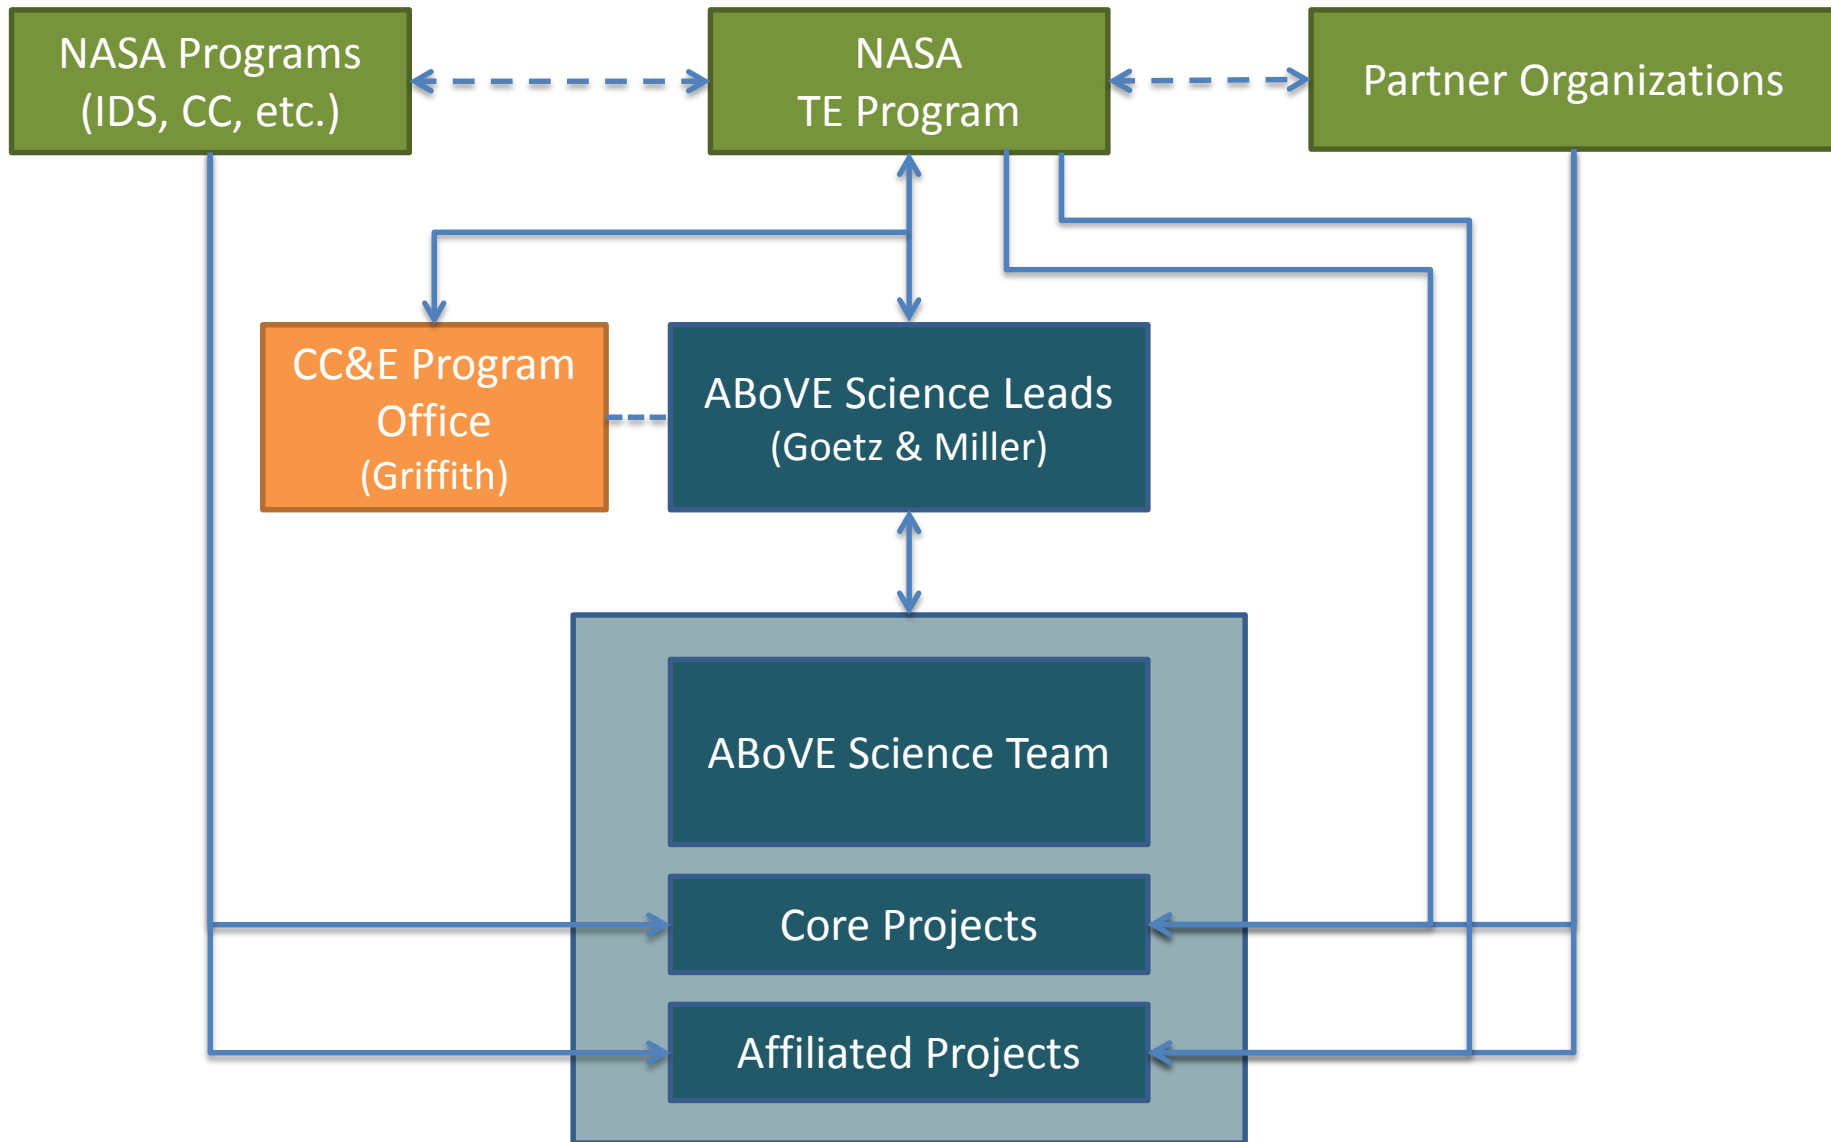 NASA Programs
(IDS, CC, etc.)
NASA
TE Program
Partner Organizations
CC&E Program
Office
(Griffith)
ABoVE Science Leads
(Goetz & Miller)
ABoVE Science Team
Core Projects
Affiliated Projects